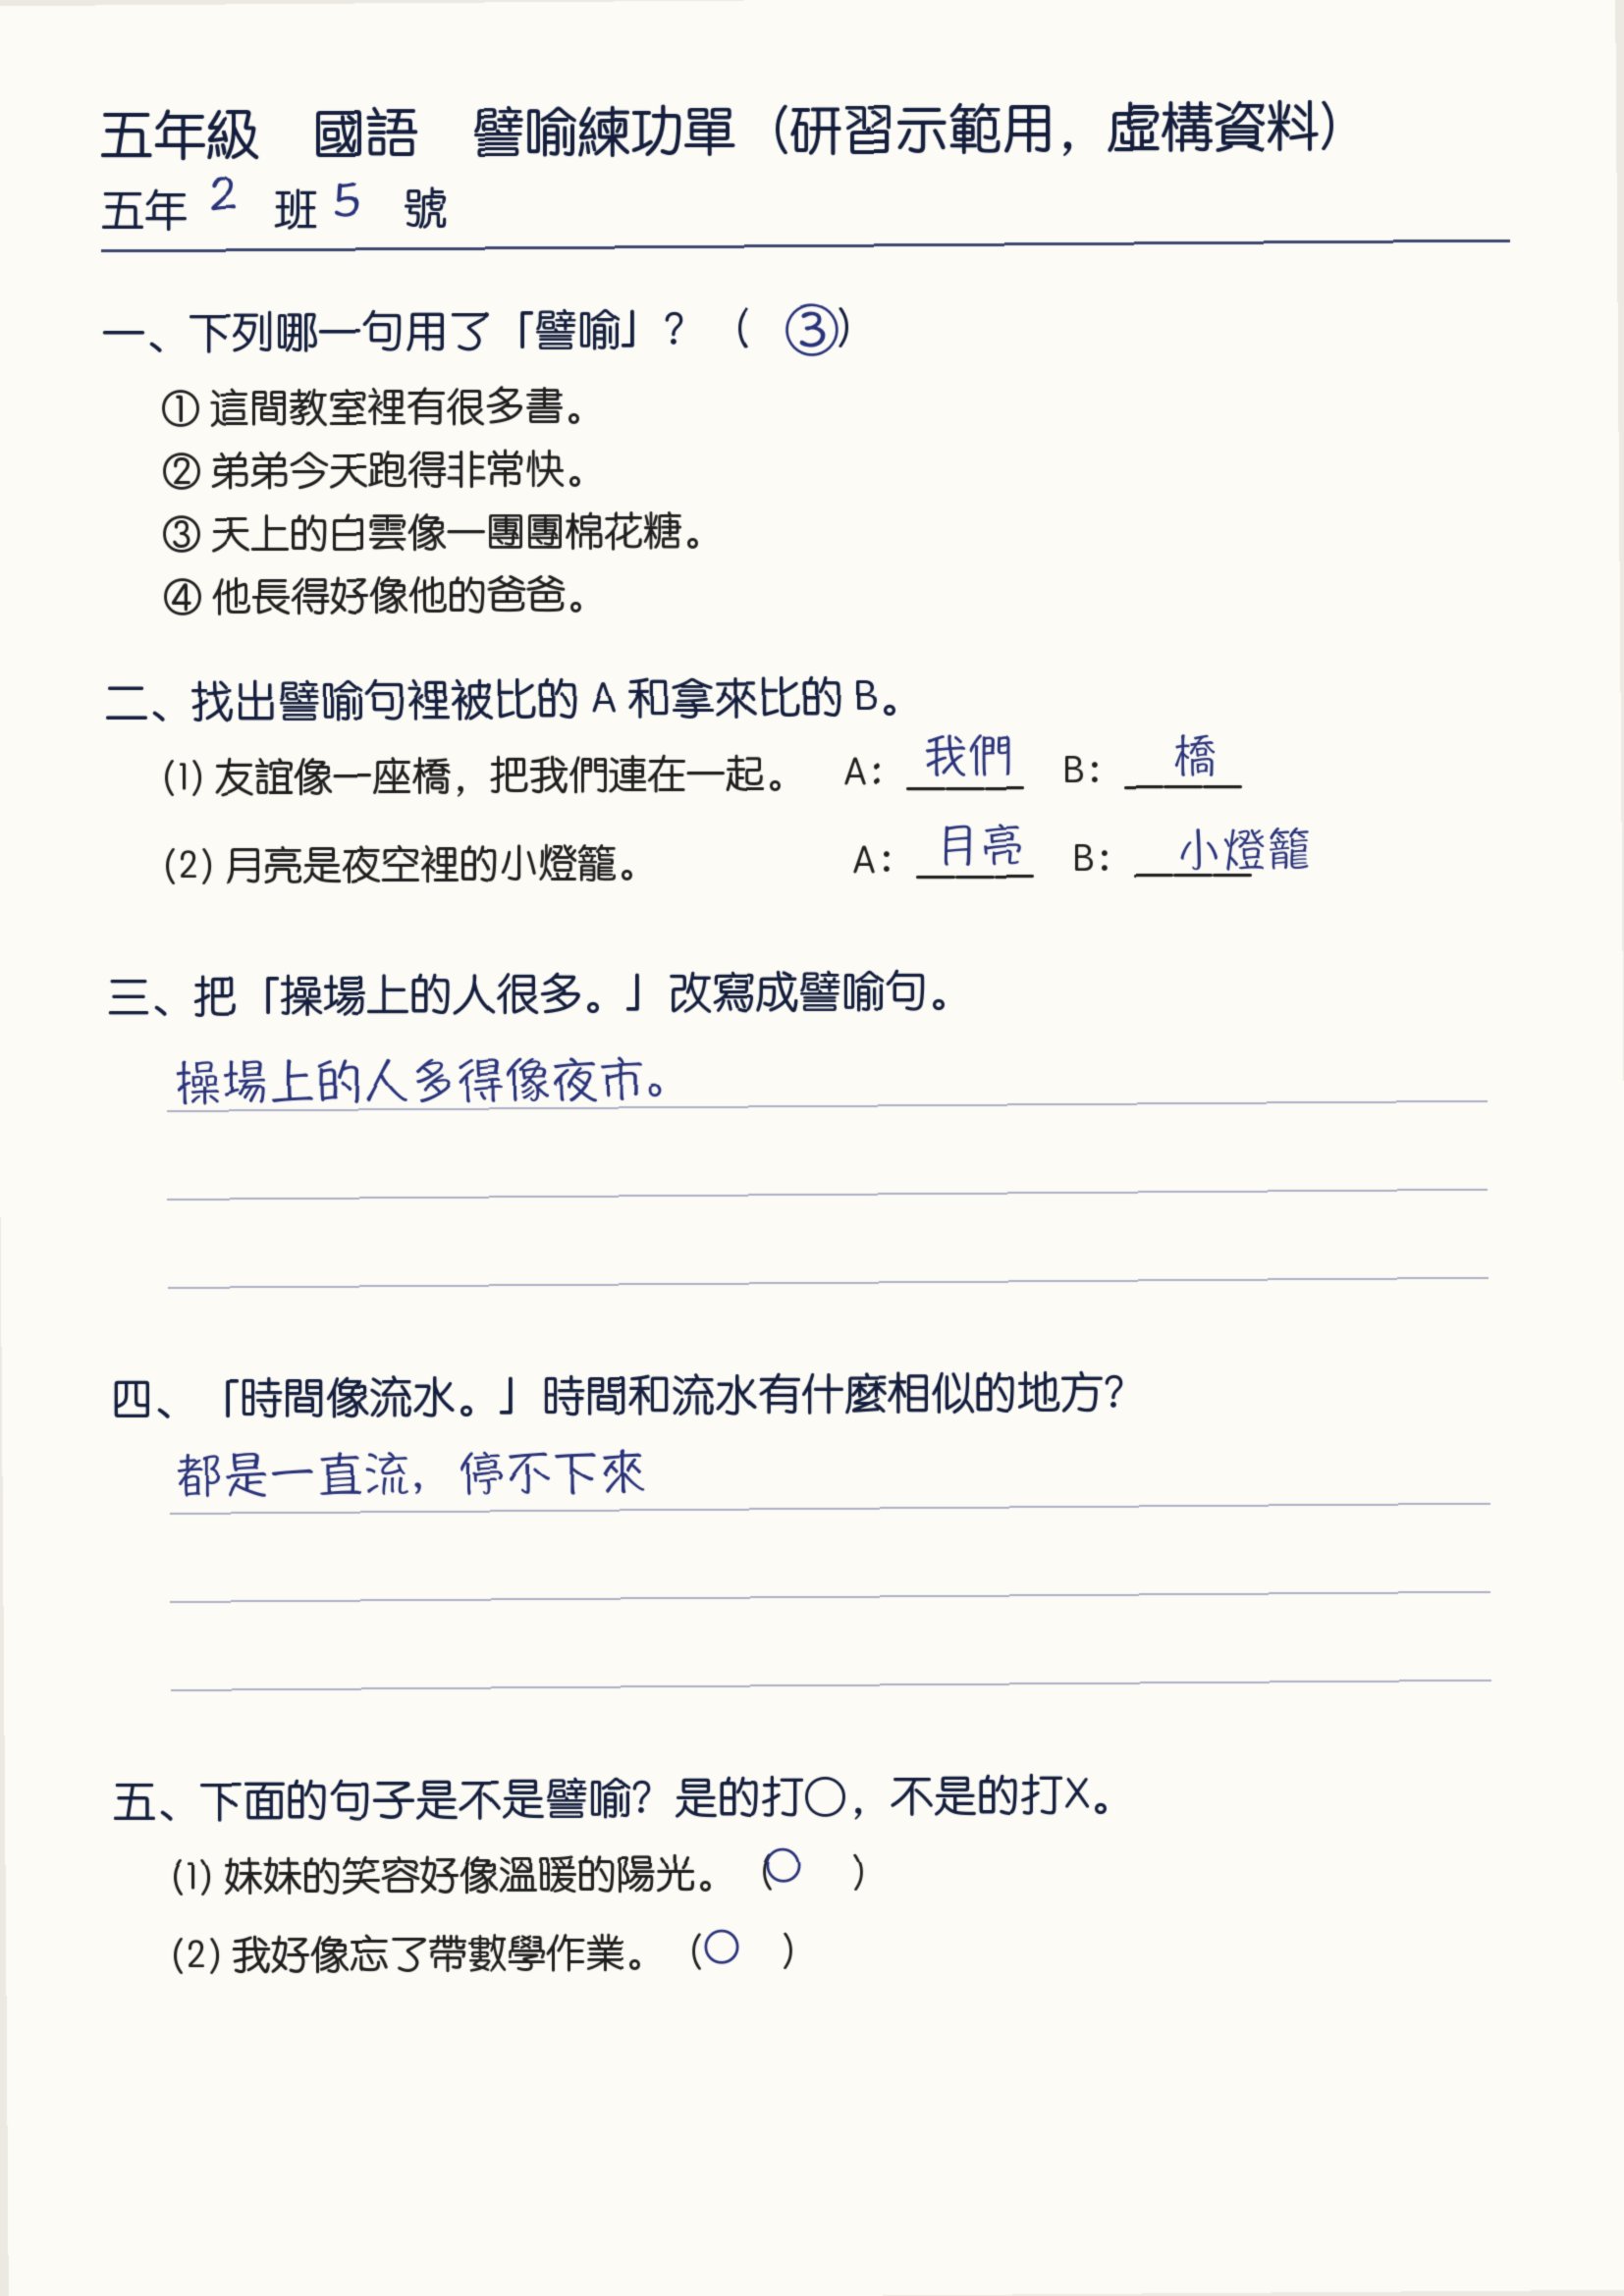 五年級　國語　譬喻練功單（研習示範用，虛構資料）
五年 2 班 5 號
一、下列哪一句用了「譬喻」？（ ③）
① 這間教室裡有很多書。
② 弟弟今天跑得非常快。
③ 天上的白雲像一團團棉花糖。
④ 他長得好像他的爸爸。
二、找出譬喻句裡被比的 A 和拿來比的 B。
(1) 友誼像一座橋，把我們連在一起。 A： 我們 B： 橋
(2) 月亮是夜空裡的小燈籠。 A： 月亮 B： 小燈籠
三、把「操場上的人很多。」改寫成譬喻句。
操場上的人多得像夜市。
四、「時間像流水。」時間和流水有什麼相似的地方？
都是一直流，停不下來
五、下面的句子是不是譬喻？是的打○，不是的打X。
(1) 妹妹的笑容好像溫暖的陽光。（○ ）
(2) 我好像忘了帶數學作業。（○ ）